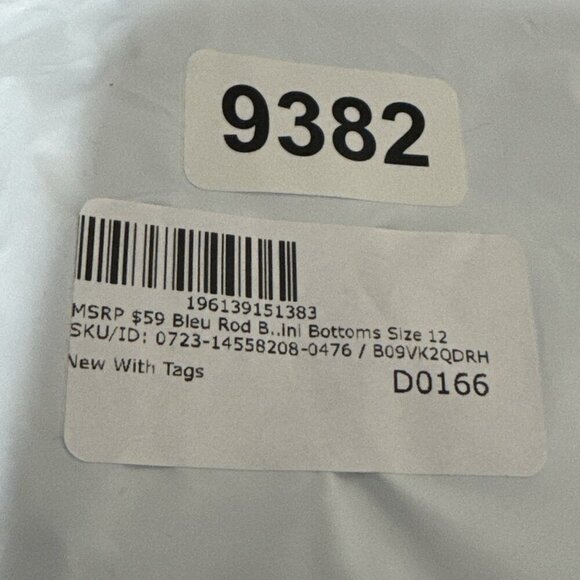 9382
196139151383
MSRP $59 Bleu Rod B..ini Bottoms Size 12
SKU/ID: 0723-14558208-0476 / B09VK2QDRH
New With Tags
D0166